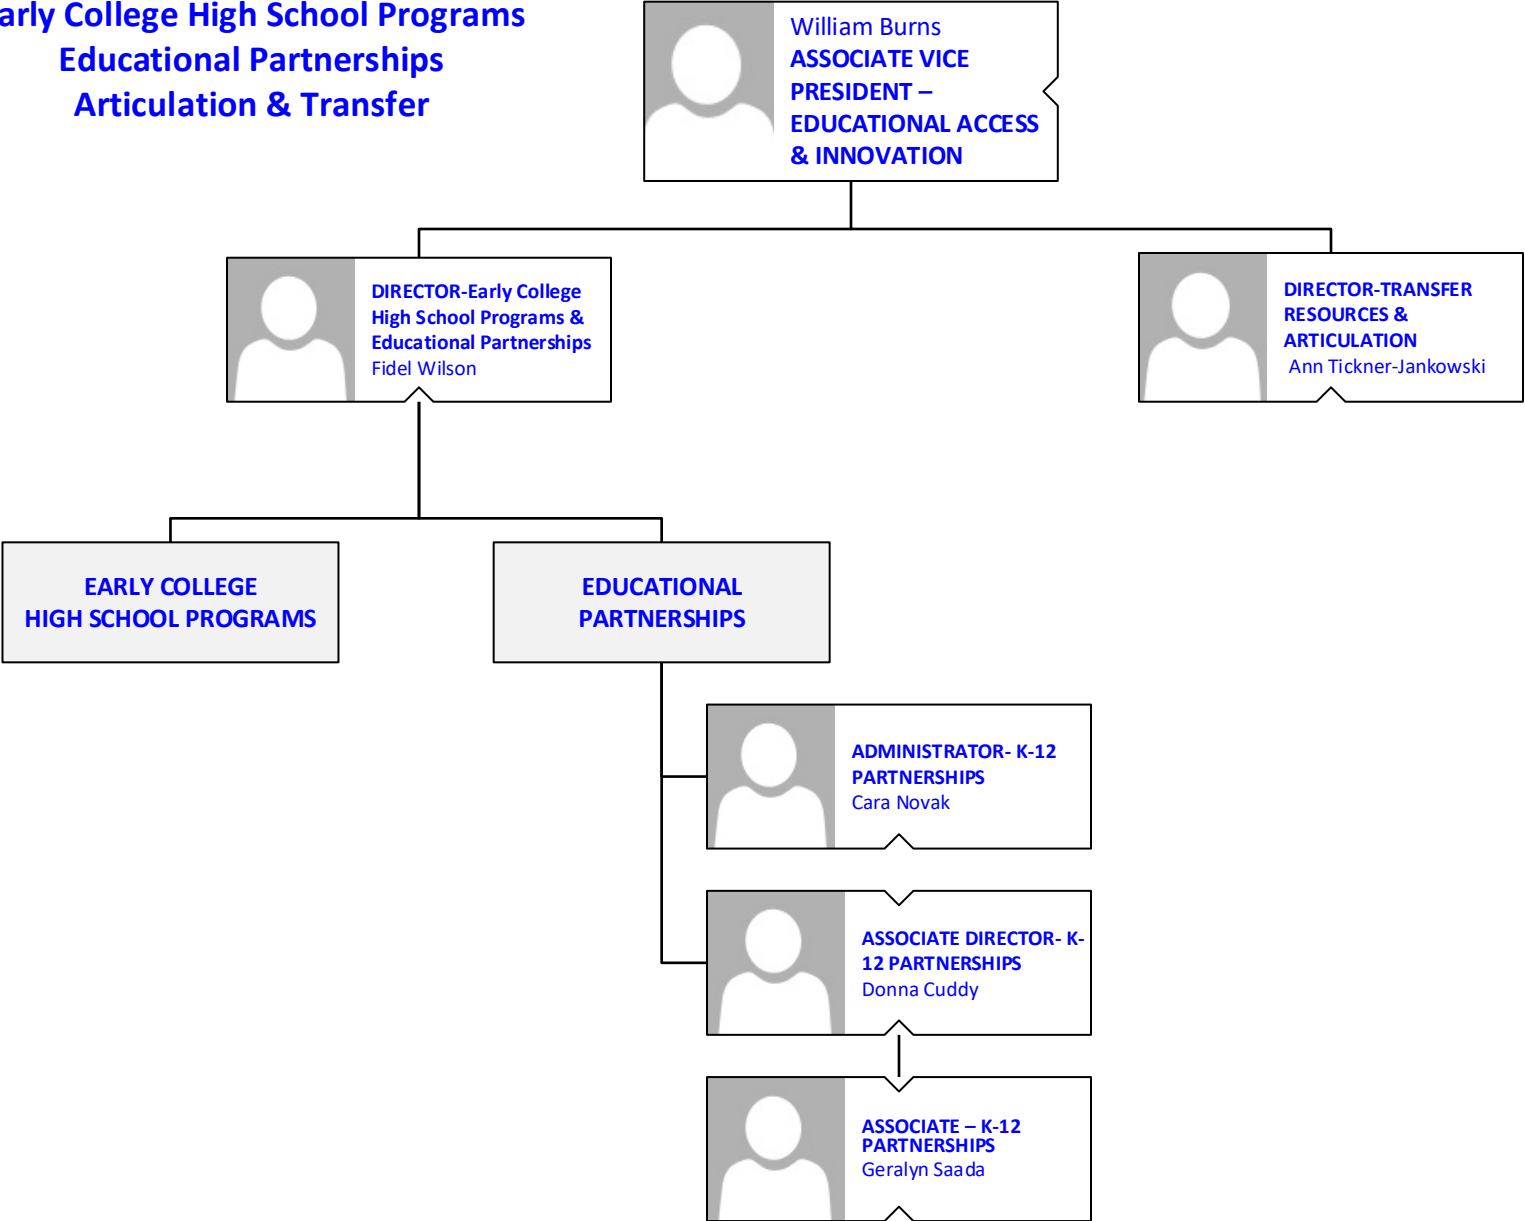 arly College High School Programs
Educational Partnerships
Articulation & Transfer
William Burns
ASSOCIATE VICE
PRESIDENT –
EDUCATIONAL ACCESS
& INNOVATION
DIRECTOR-Early College
High School Programs &
Educational Partnerships
Fidel Wilson
DIRECTOR-TRANSFER
RESOURCES &
ARTICULATION
Ann Tickner-Jankowski
EARLY COLLEGE
HIGH SCHOOL PROGRAMS
EDUCATIONAL
PARTNERSHIPS
ADMINISTRATOR- K-12
PARTNERSHIPS
Cara Novak
ASSOCIATE DIRECTOR- K-
12 PARTNERSHIPS
Donna Cuddy
ASSOCIATE – K-12
PARTNERSHIPS
Geralyn Saada